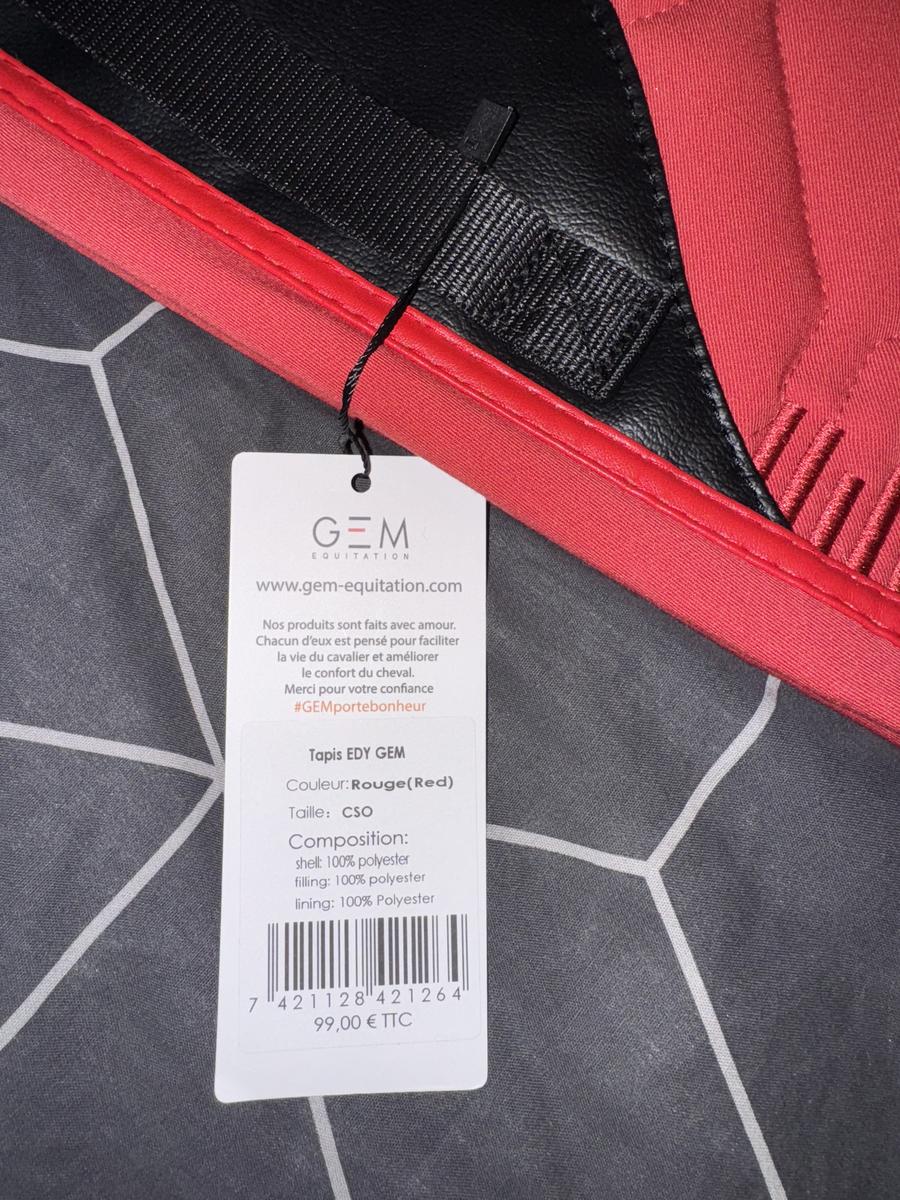 GEM
EQUITATION
www.gem-equitation.com
Nos produits sont faits avec amour.
Chacun d'eux est pensé pour faciliter
la vie du cavalier et améliorer
le confort du cheval.
Merci pour votre confiance
#GEMportebonheur
Tapis EDY GEM
Couleur:Rouge(Red)
Taille: CSO
Composition:
shell: 100% polyester
filling: 100% polyester
lining: 100% Polyester
7 421128 421264
99,00 € TTC